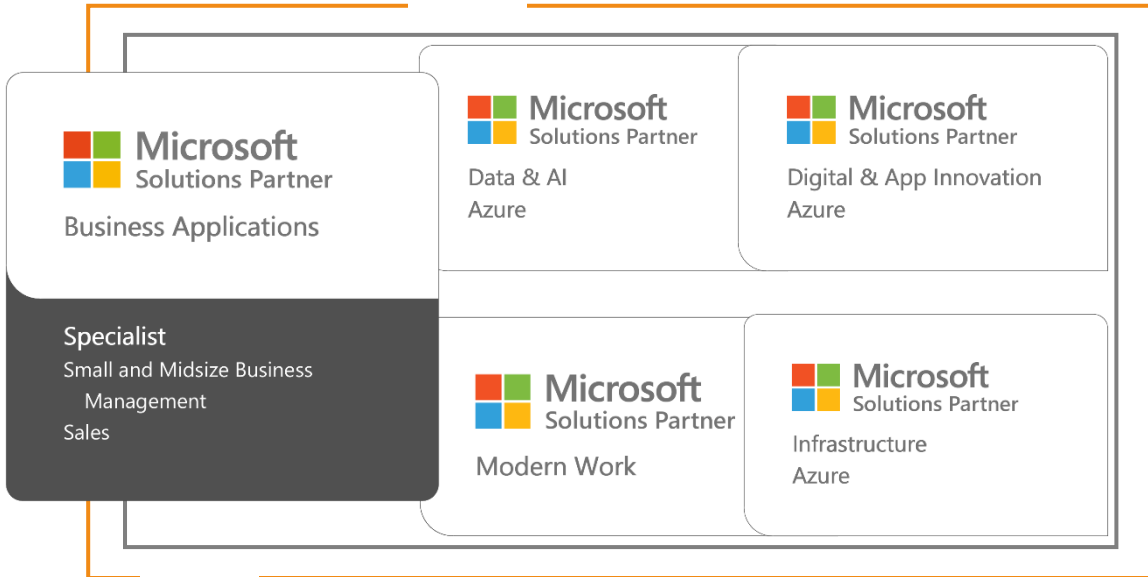 Microsoft
Solutions Partner
Business Applications
Specialist
Small and Midsize Business
Management
Sales
Microsoft
Solutions Partner
Data & AI
Azure
Microsoft
Solutions Partner
Digital & App Innovation
Azure
Microsoft
Solutions Partner
Modern Work
Microsoft
Solutions Partner
Infrastructure
Azure